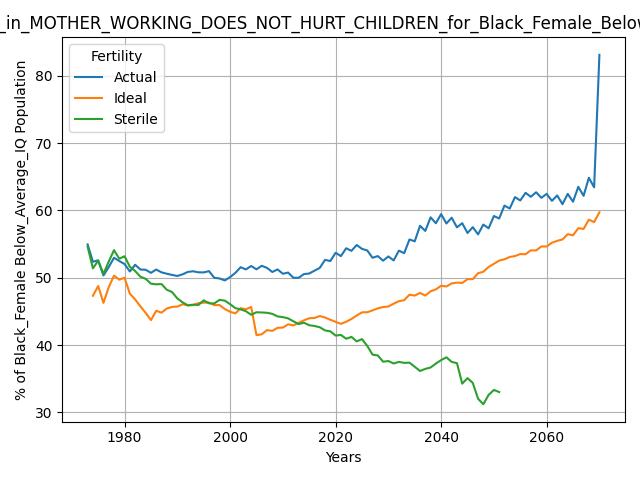 _in_MOTHER_WORKING_DOES_NOT_HURT_CHILDREN_for_Black_Female_Below
Fertility
Actual
Ideal
Sterile
% of Black_Female Below_Average_IQ Population
80
70
60
50
40
30
1980
2000
2020
2040
2060
Years